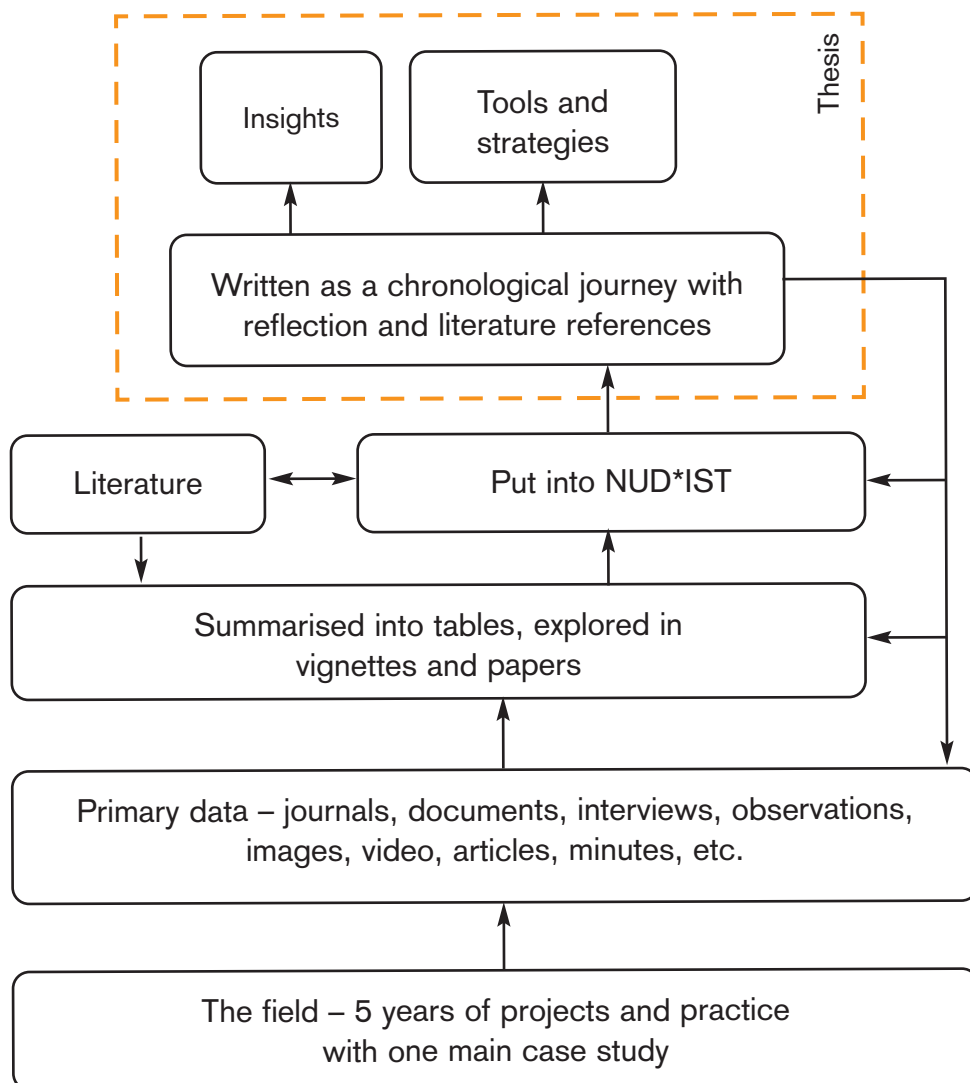 Thesis
Insights
Tools and
strategies
Written as a chronological journey with
reflection and literature references
Literature
Put into NUD*IST
Summarised into tables, explored in
vignettes and papers
Primary data – journals, documents, interviews, observations,
images, video, articles, minutes, etc.
The field – 5 years of projects and practice
with one main case study